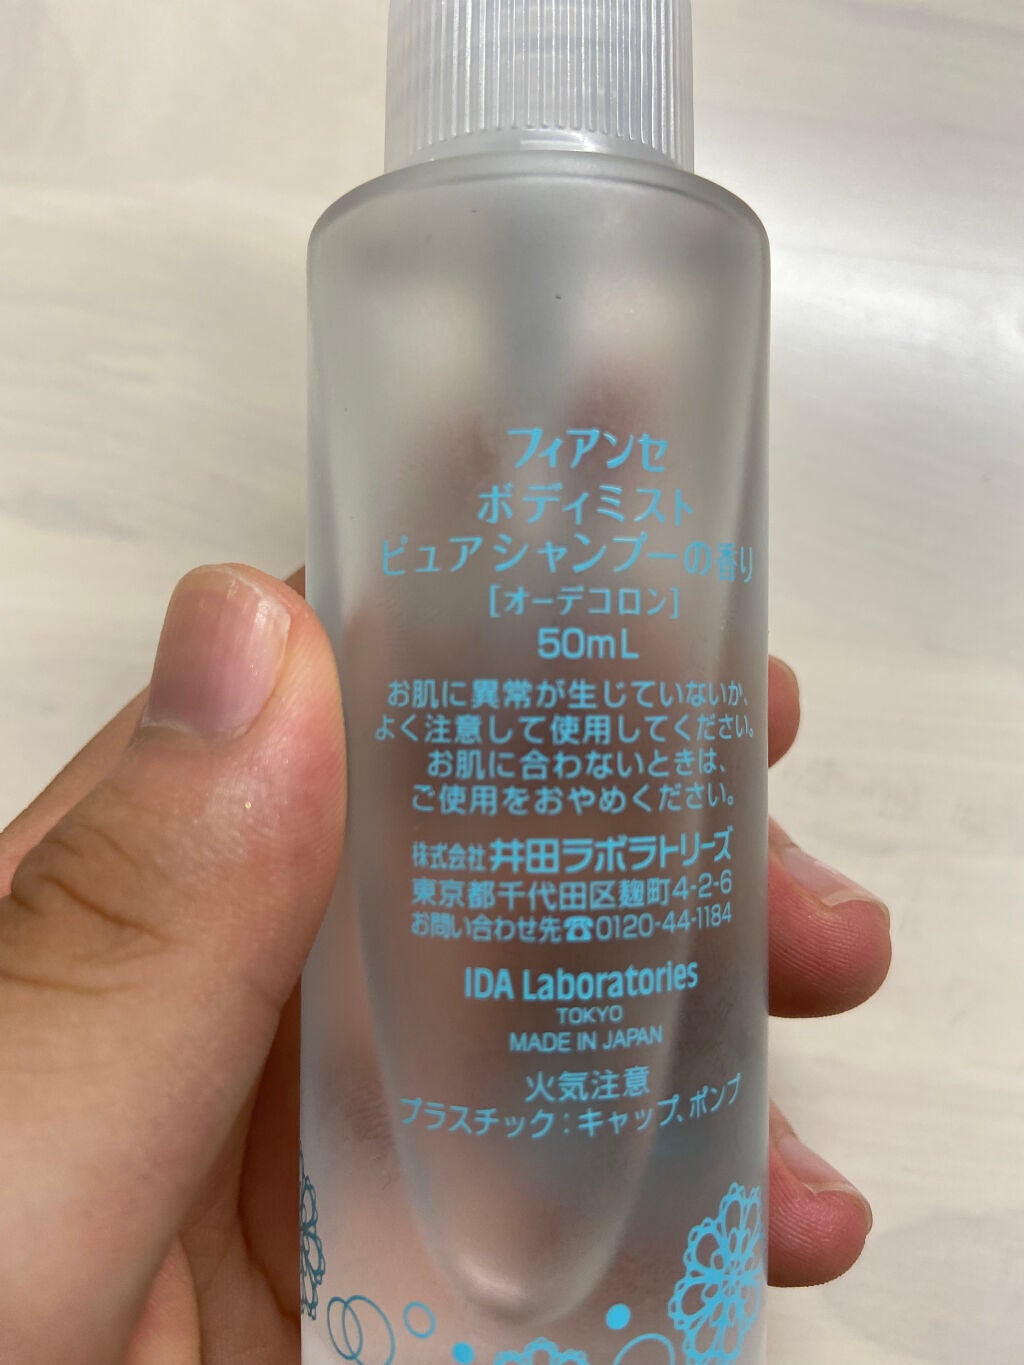 フィアンセ
ボディミスト
ピュアシャンプーの香り
[オーデコロン]
50mL
お肌に異常が生じていないか、
よく注意して使用してください。
お肌に合わないときは、
ご使用をおやめください。
株式会社井田ラボラトリーズ
東京都千代田区麹町4-2-6
お問い合わせ先☎0120-44-1184
IDA Laboratories
TOKYO
MADE IN JAPAN
火気注意
プラスチック：キャップ、ポンプ